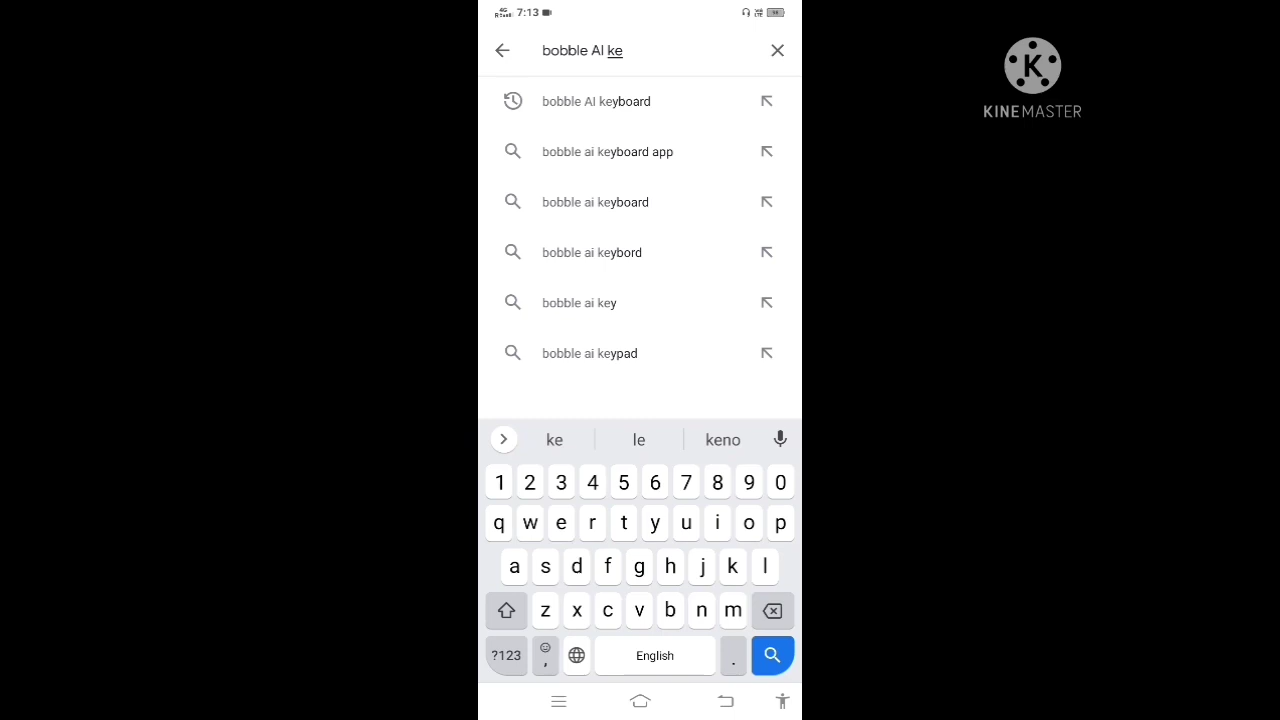 4G R 7:13 VoLTE
bobble AI ke
K
KINEMASTER
bobble AI keyboard
bobble ai keyboard app
bobble ai keyboard
bobble ai keybord
bobble ai key
bobble ai keypad
ke le keno
1 2 3 4 5 6 7 8 9 0
q w e r t y u i o p
a s d f g h j k l
z x c v b n m
?123 , English .